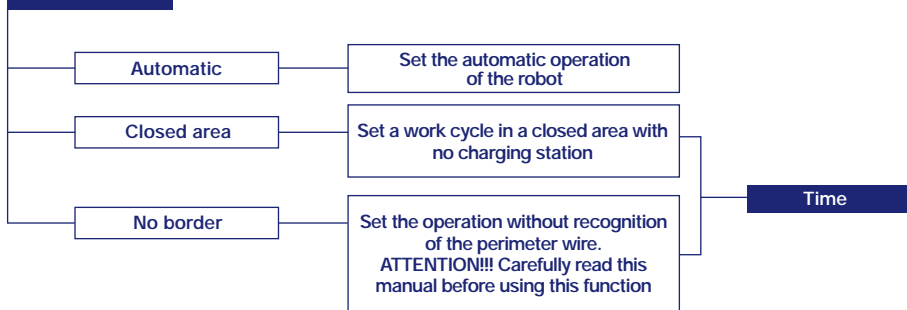 Automatic
Set the automatic operation
of the robot
Closed area
Set a work cycle in a closed area with
no charging station
Time
No border
Set the operation without recognition
of the perimeter wire.
ATTENTION!!! Carefully read this
manual before using this function